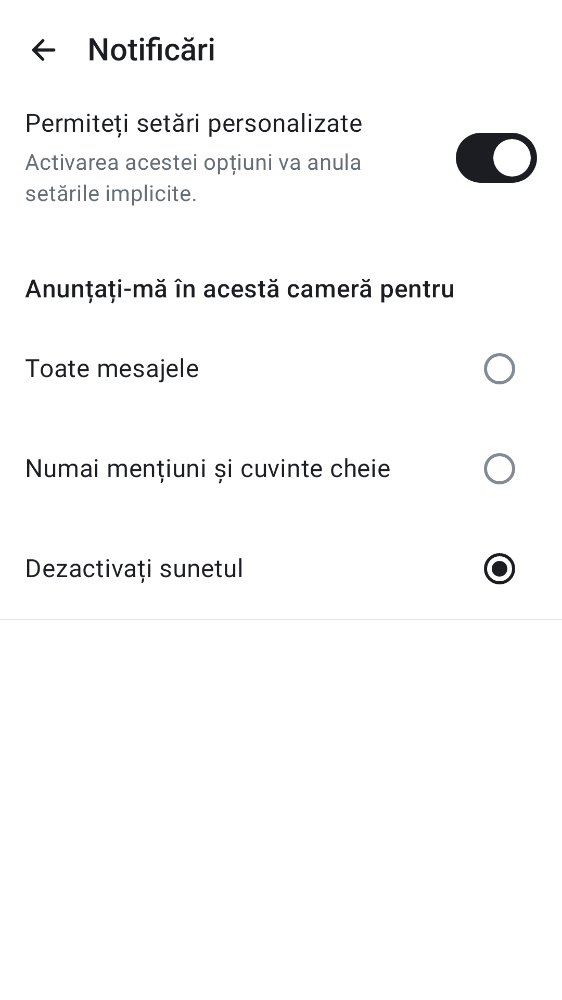 Notificări
Permiteți setări personalizate
Activarea acestei opțiuni va anula
setările implicite.
Anunțați-mă în acestă cameră pentru
Toate mesajele
Numai mențiuni și cuvinte cheie
Dezactivați sunetul